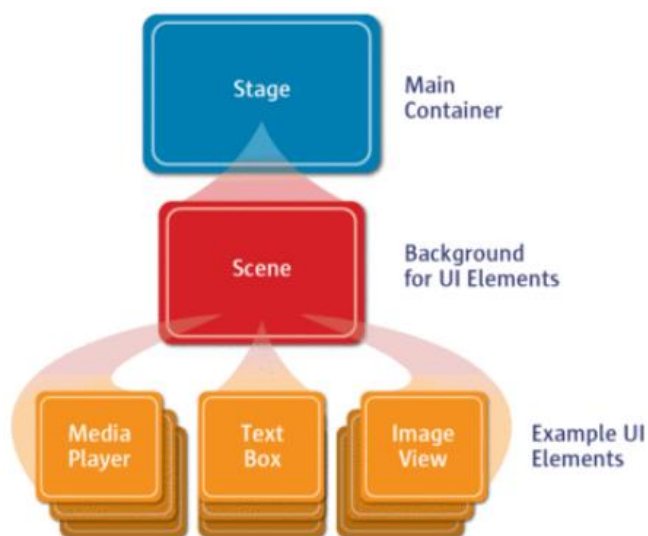 Stage
Main
Container
Scene
Background
for UI Elements
Media
Player
Text
Box
Image
View
Example UI
Elements